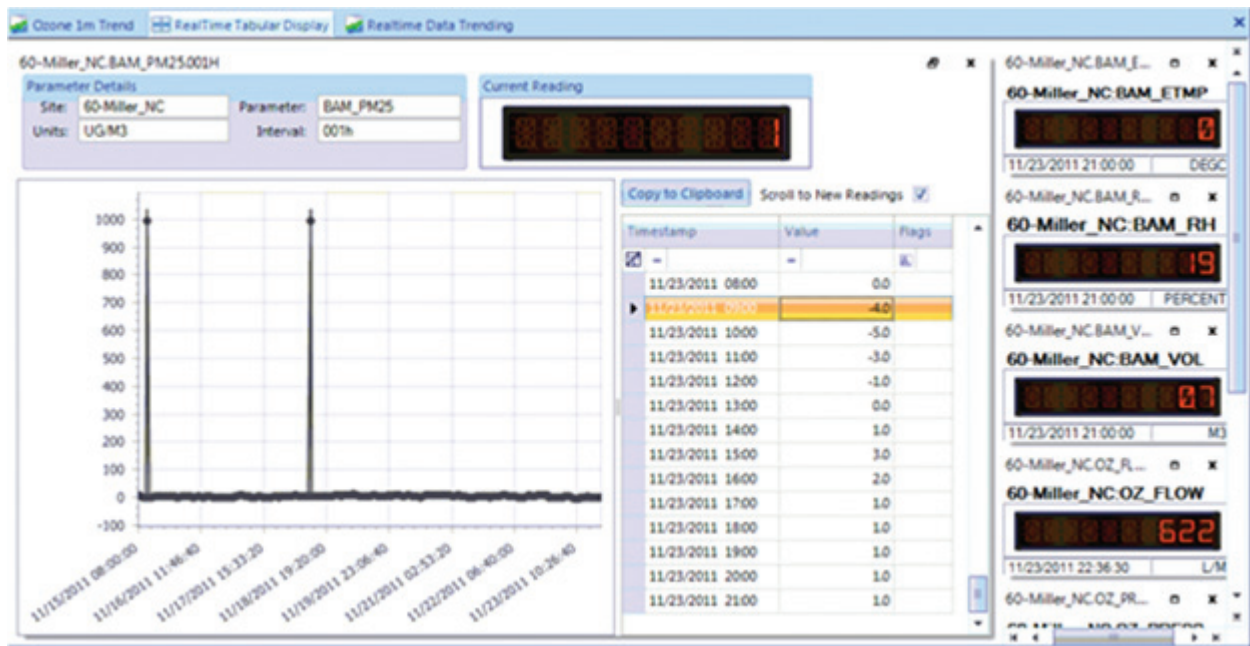 Ozone 1m Trend RealTime Tabular Display Realtime Data Trending
60-Miller_NC.BAM_PM25.001H
Parameter Details
Site: 60-Miller_NC Parameter: BAM_PM25
Units: UG/M3 Interval: 001h
Current Reading
1
1000
900
800
700
600
500
400
300
200
100
0
-100
11/15/2011 08:00:00
11/16/2011 11:46:40
11/17/2011 15:33:20
11/18/2011 19:20:00
11/19/2011 23:06:40
11/21/2011 02:53:20
11/22/2011 06:40:00
11/23/2011 10:26:40
Copy to Clipboard Scroll to New Readings
Timestamp Value Flags
= =
11/23/2011 08:00 0.0
11/23/2011 09:00 -4.0
11/23/2011 10:00 -5.0
11/23/2011 11:00 -3.0
11/23/2011 12:00 -1.0
11/23/2011 13:00 0.0
11/23/2011 14:00 1.0
11/23/2011 15:00 3.0
11/23/2011 16:00 2.0
11/23/2011 17:00 1.0
11/23/2011 18:00 1.0
11/23/2011 19:00 1.0
11/23/2011 20:00 1.0
11/23/2011 21:00 1.0
60-Miller_NC.BAM_E...
60-Miller_NC:BAM_ETMP
0
11/23/2011 21:00:00 DEGC
60-Miller_NC.BAM_R...
60-Miller_NC:BAM_RH
19
11/23/2011 21:00:00 PERCENT
60-Miller_NC.BAM_V...
60-Miller_NC:BAM_VOL
0.7
11/23/2011 21:00:00 M3
60-Miller_NC.OZ_FL...
60-Miller_NC:OZ_FLOW
.622
11/23/2011 22:36:30 L/M
60-Miller_NC.OZ_PR...